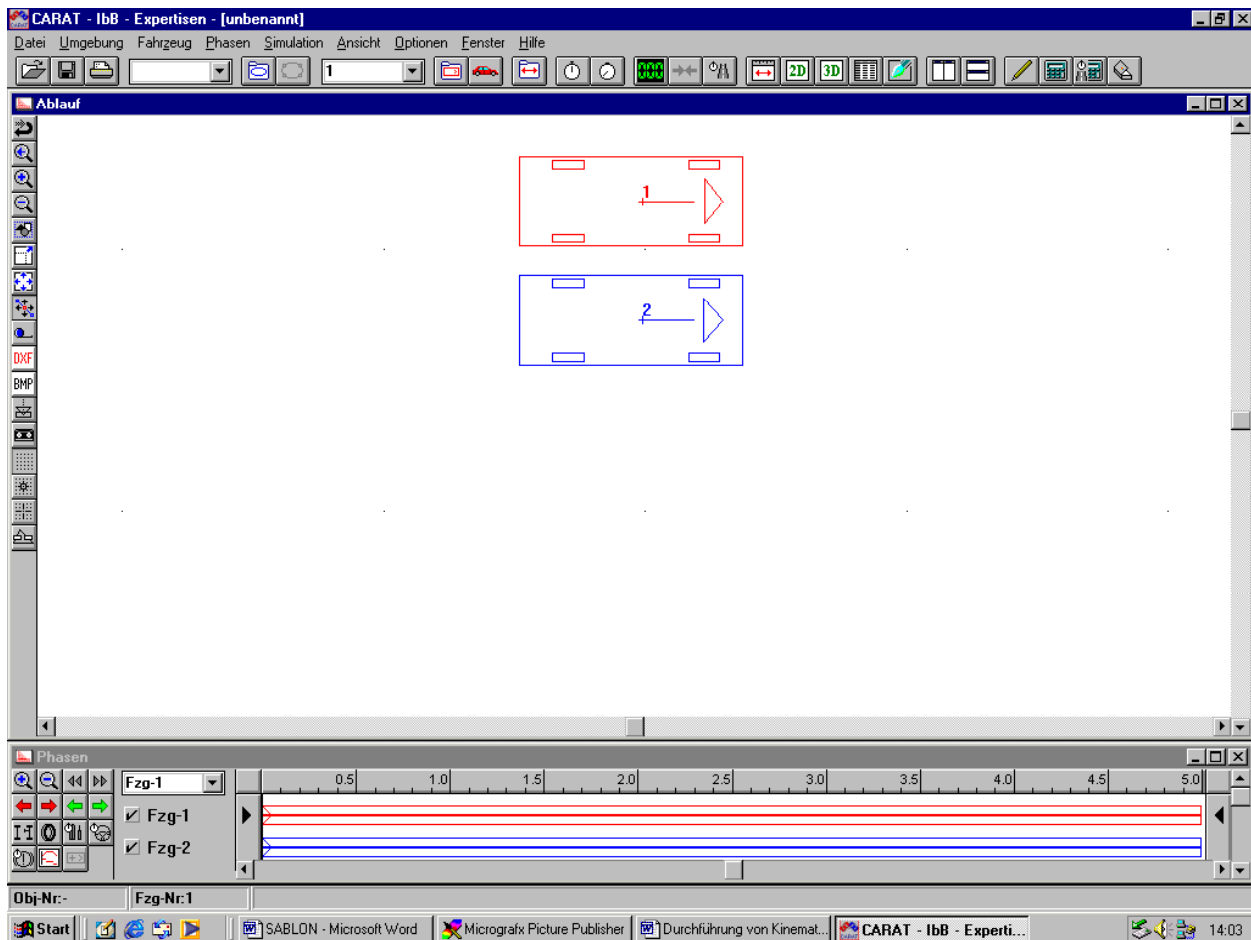 CARAT - IbB - Expertisen - [unbenannt]
Datei Umgebung Fahrzeug Phasen Simulation Ansicht Optionen Fenster Hilfe
1 000 2D 3D
Ablauf
1
2
DXF
BMP
Phasen
Fzg-1 0.5 1.0 1.5 2.0 2.5 3.0 3.5 4.0 4.5 5.0
Fzg-1
Fzg-2
Obj-Nr:- Fzg-Nr:1
Start SABLON - Microsoft Word Micrografx Picture Publisher Durchführung von Kinemat... CARAT - IbB - Experti... 14:03